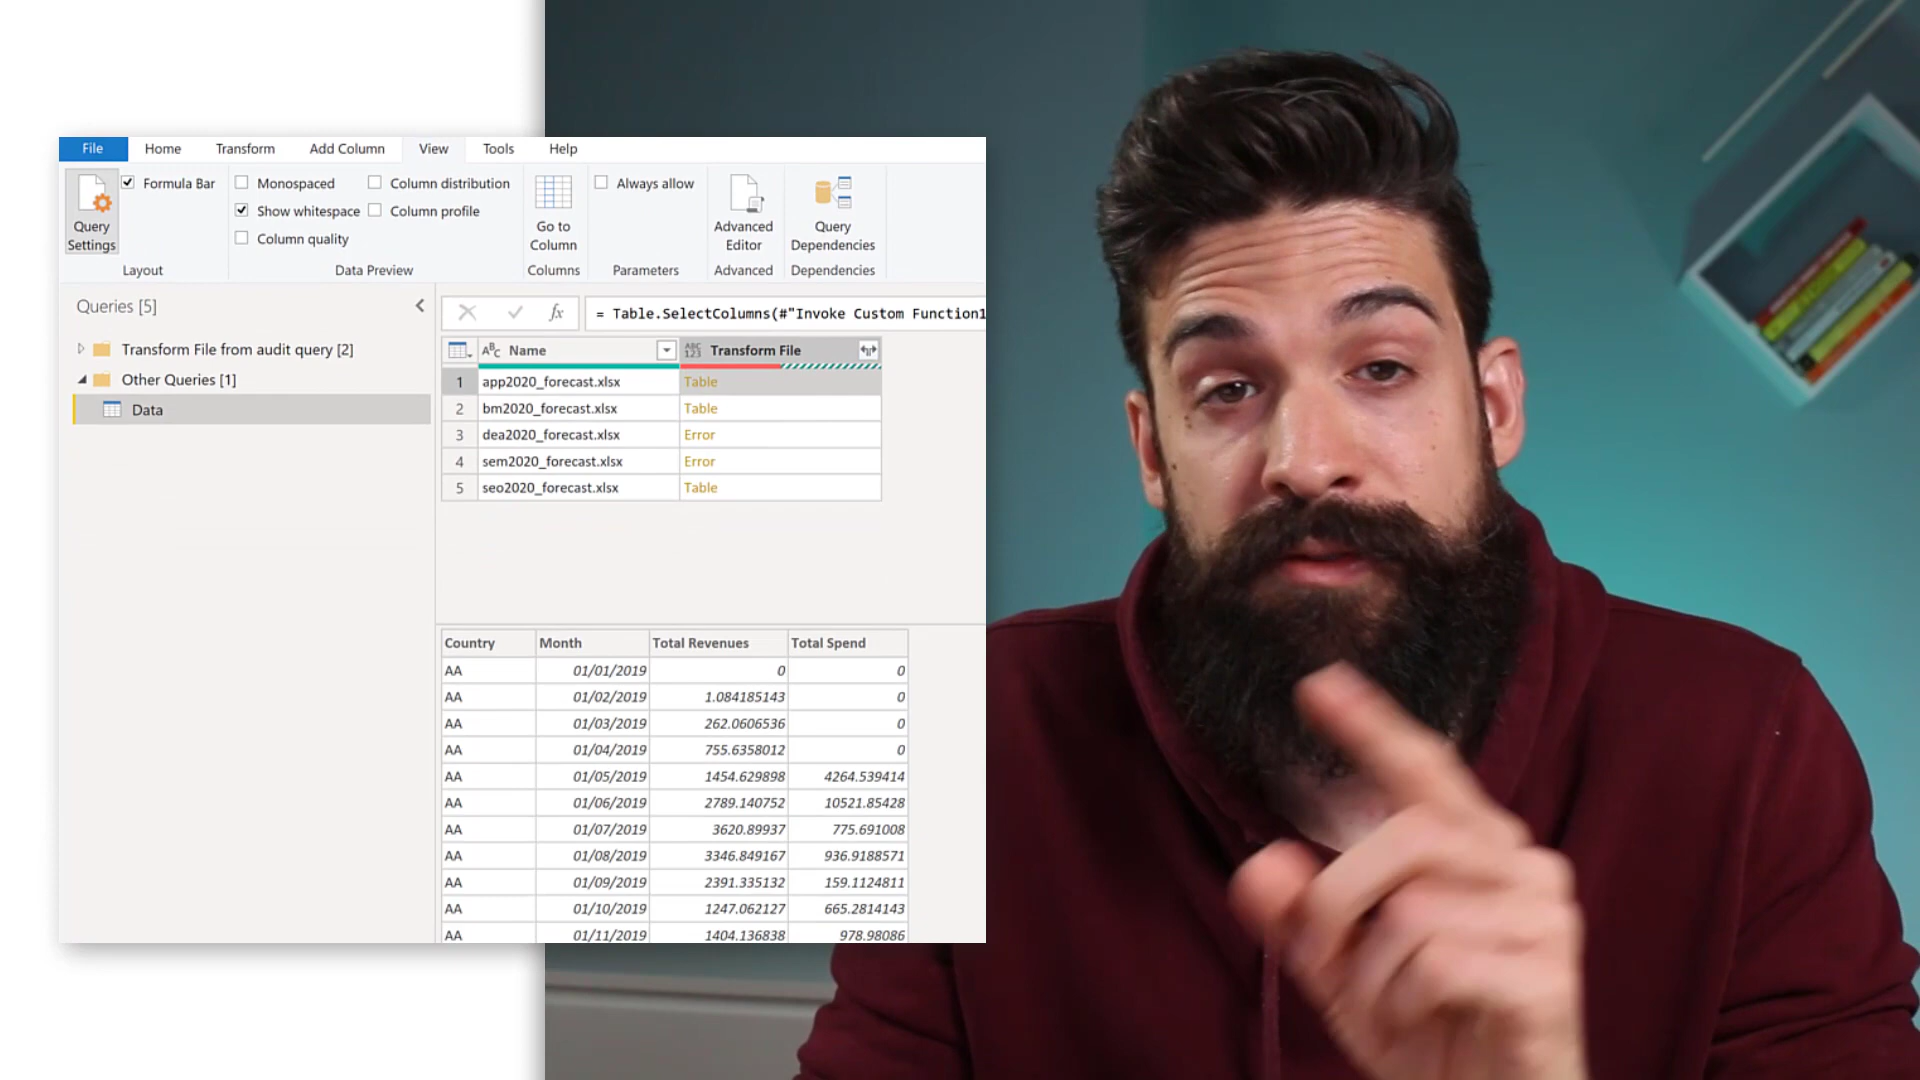 File Home Transform Add Column View Tools Help
Formula Bar Monospaced Column distribution Always allow
Show whitespace Column profile
Query Settings Column quality Go to Column Advanced Editor Query Dependencies
Layout Data Preview Columns Parameters Advanced Dependencies
Queries [5]
fx = Table.SelectColumns(#"Invoke Custom Function1
Transform File from audit query [2]
Other Queries [1]
Data
ABC Name ABC 123 Transform File
1 app2020_forecast.xlsx Table
2 bm2020_forecast.xlsx Table
3 dea2020_forecast.xlsx Error
4 sem2020_forecast.xlsx Error
5 seo2020_forecast.xlsx Table
Country Month Total Revenues Total Spend
AA 01/01/2019 0 0
AA 01/02/2019 1.084185143 0
AA 01/03/2019 262.0606536 0
AA 01/04/2019 755.6358012 0
AA 01/05/2019 1454.629898 4264.539414
AA 01/06/2019 2789.140752 10521.85428
AA 01/07/2019 3620.89937 775.691008
AA 01/08/2019 3346.849167 936.9188571
AA 01/09/2019 2391.335132 159.1124811
AA 01/10/2019 1247.062127 665.2814143
AA 01/11/2019 1404.136838 978.98086